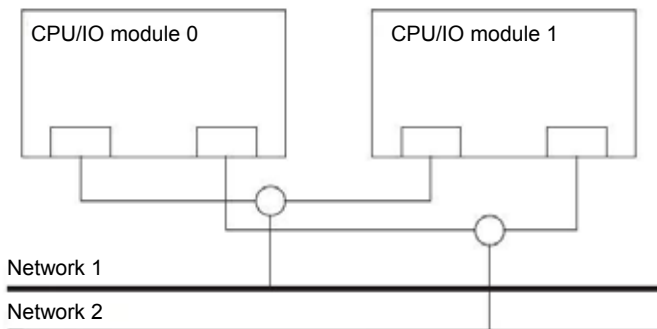 CPU/IO module 0
CPU/IO module 1
Network 1
Network 2